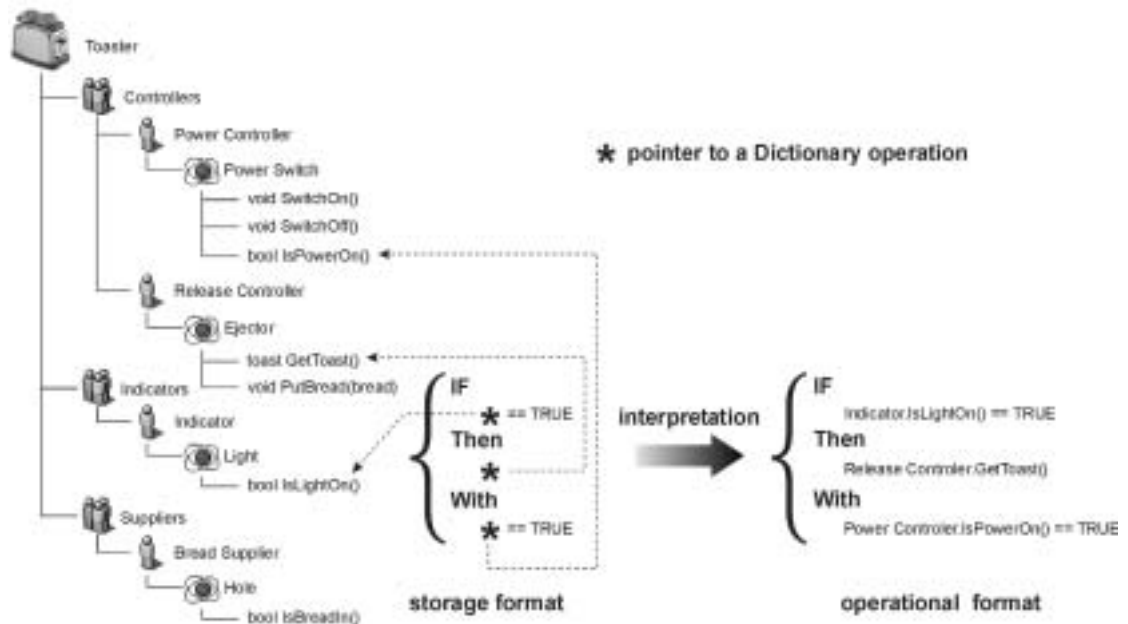 Toaster
Controllers
Power Controller
* pointer to a Dictionary operation
Power Switch
void SwitchOn()
void SwitchOff()
bool IsPowerOn()
Release Controller
Ejector
toast GetToast()
void PutBread(bread)
Indicators
Indicator
Light
bool IsLightOn()
Suppliers
Bread Supplier
Hole
bool IsBreadIn()
IF
* == TRUE
Then
*
With
* == TRUE
storage format
interpretation
IF
Indicator.IsLightOn() == TRUE
Then
Release Controler.GetToast()
With
Power Controler.IsPowerOn() == TRUE
operational format